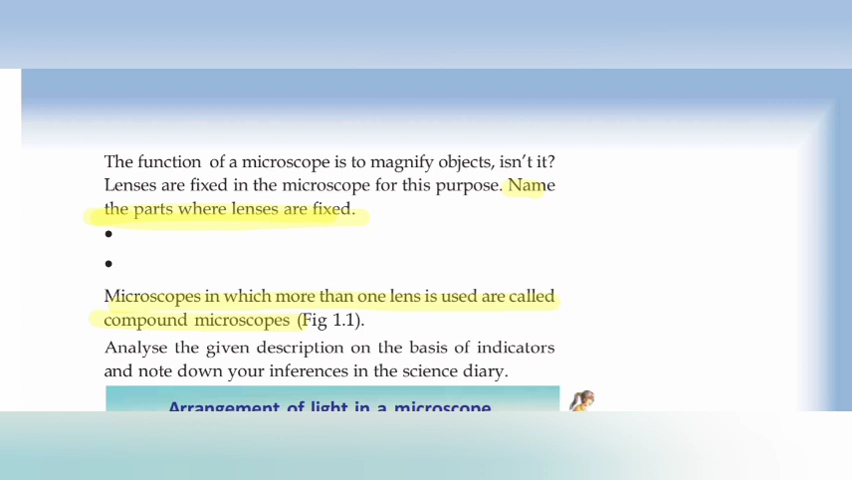 The function of a microscope is to magnify objects, isn't it?
Lenses are fixed in the microscope for this purpose. Name
the parts where lenses are fixed.
•
•
Microscopes in which more than one lens is used are called
compound microscopes (Fig 1.1).
Analyse the given description on the basis of indicators
and note down your inferences in the science diary.
Arrangement of light in a microscope